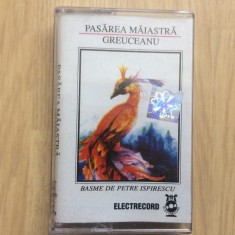 PASĂREA MĂIASTRĂ
GREUCEANU
PASĂREA MĂIASTRĂ
BASME DE PETRE ISPIRESCU
ELECTRECORD